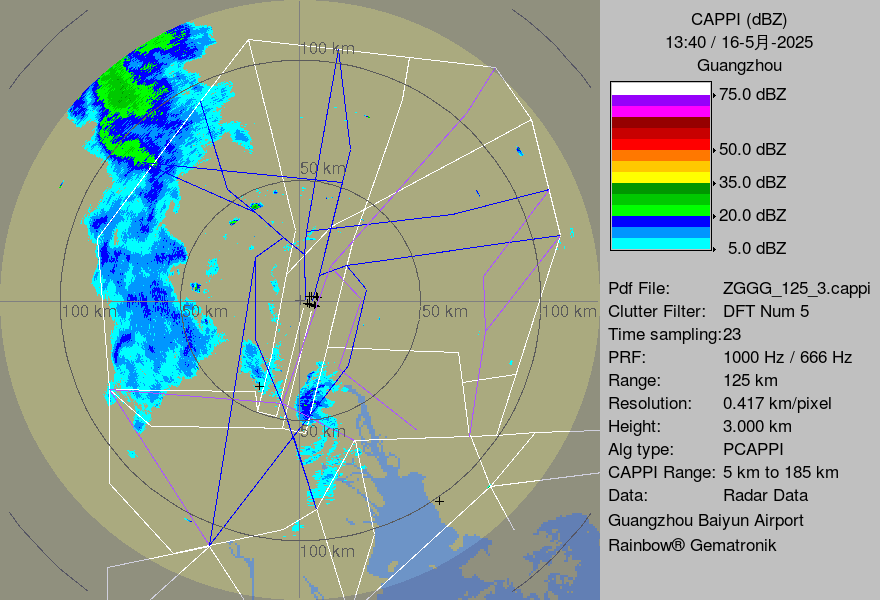 CAPPI (dBZ)
13:40 / 16-5月-2025
Guangzhou
75.0 dBZ
50.0 dBZ
35.0 dBZ
20.0 dBZ
5.0 dBZ
100 km
50 km
100 km
50 km
50 km
100 km
50 km
100 km
Pdf File: ZGGG_125_3.cappi
Clutter Filter: DFT Num 5
Time sampling:23
PRF: 1000 Hz / 666 Hz
Range: 125 km
Resolution: 0.417 km/pixel
Height: 3.000 km
Alg type: PCAPPI
CAPPI Range: 5 km to 185 km
Data: Radar Data
Guangzhou Baiyun Airport
Rainbow® Gematronik